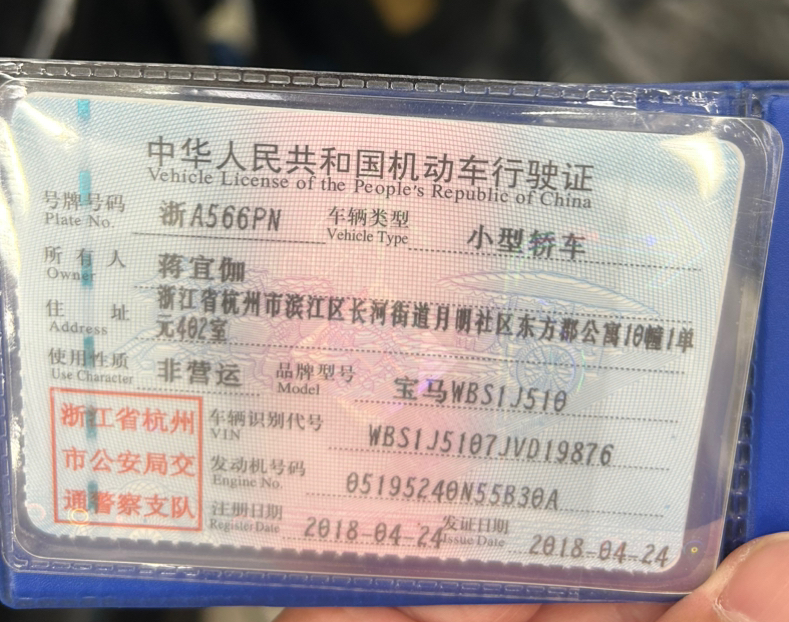 中华人民共和国机动车行驶证
Vehicle License of the People's Republic of China
号牌号码 浙A566PN 车辆类型 小型轿车
Plate No. Vehicle Type
所有人 蒋宜伽
Owner
住址 浙江省杭州市滨江区长河街道月明社区东方郡公寓10幢1单
Address 元402室
使用性质 非营运 品牌型号 宝马WBS1J510
Use Character Model
浙江省杭州
市公安局交
通警察支队
车辆识别代号 WBS1J5107JVD19876
VIN
发动机号码 05195240N55B30A
Engine No.
注册日期 2018-04-24 发证日期 2018-04-24
Register Date Issue Date